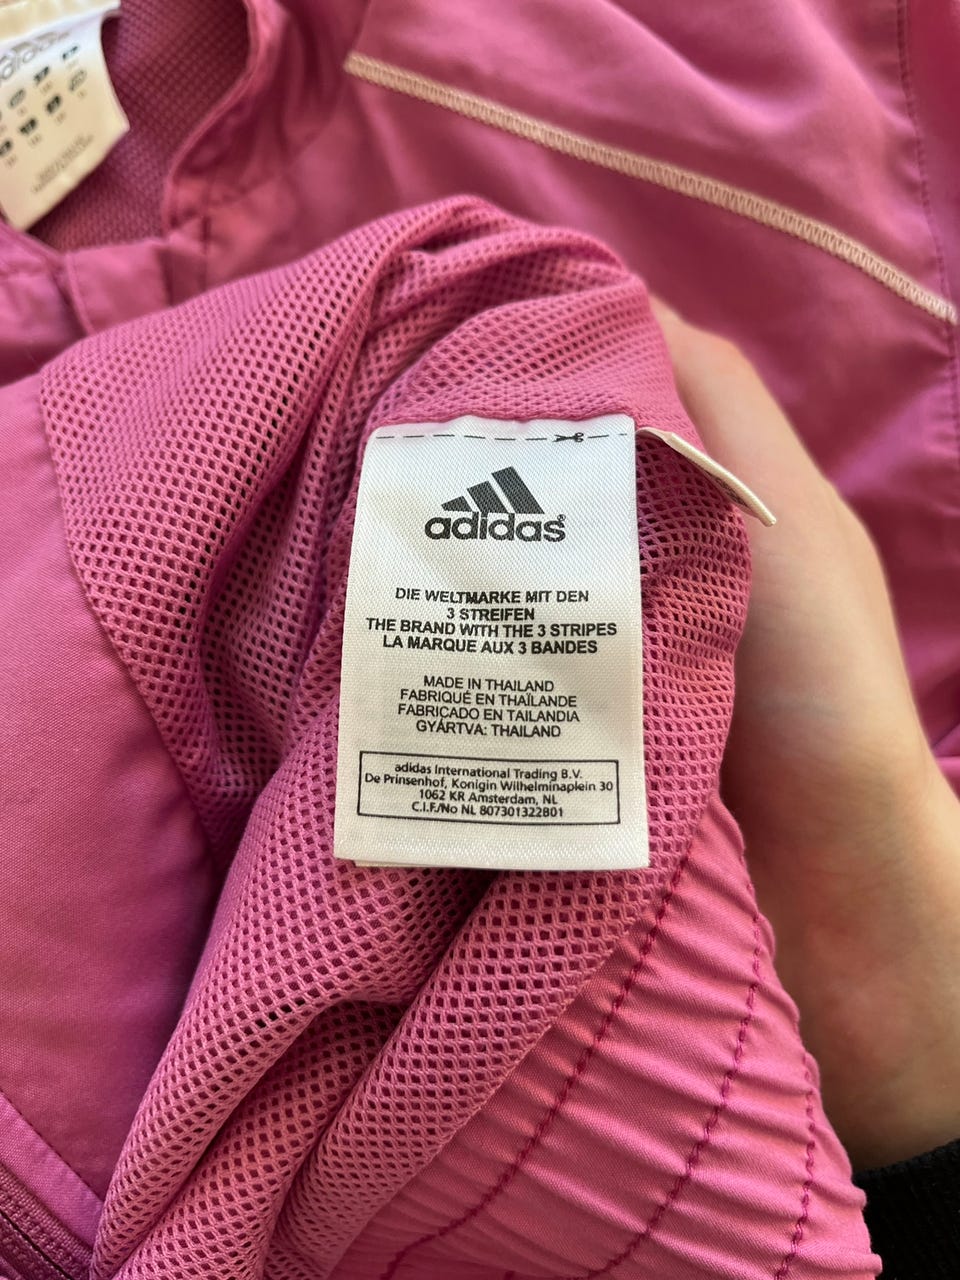 adidas
adidas®
DIE WELTMARKE MIT DEN
3 STREIFEN
THE BRAND WITH THE 3 STRIPES
LA MARQUE AUX 3 BANDES
MADE IN THAILAND
FABRIQUÉ EN THAÏLANDE
FABRICADO EN TAILANDIA
GYÁRTVA: THAILAND
adidas International Trading B.V.
De Prinsenhof, Konigin Wilhelminaplein 30
1062 KR Amsterdam, NL
C.I.F./No NL 807301322B01